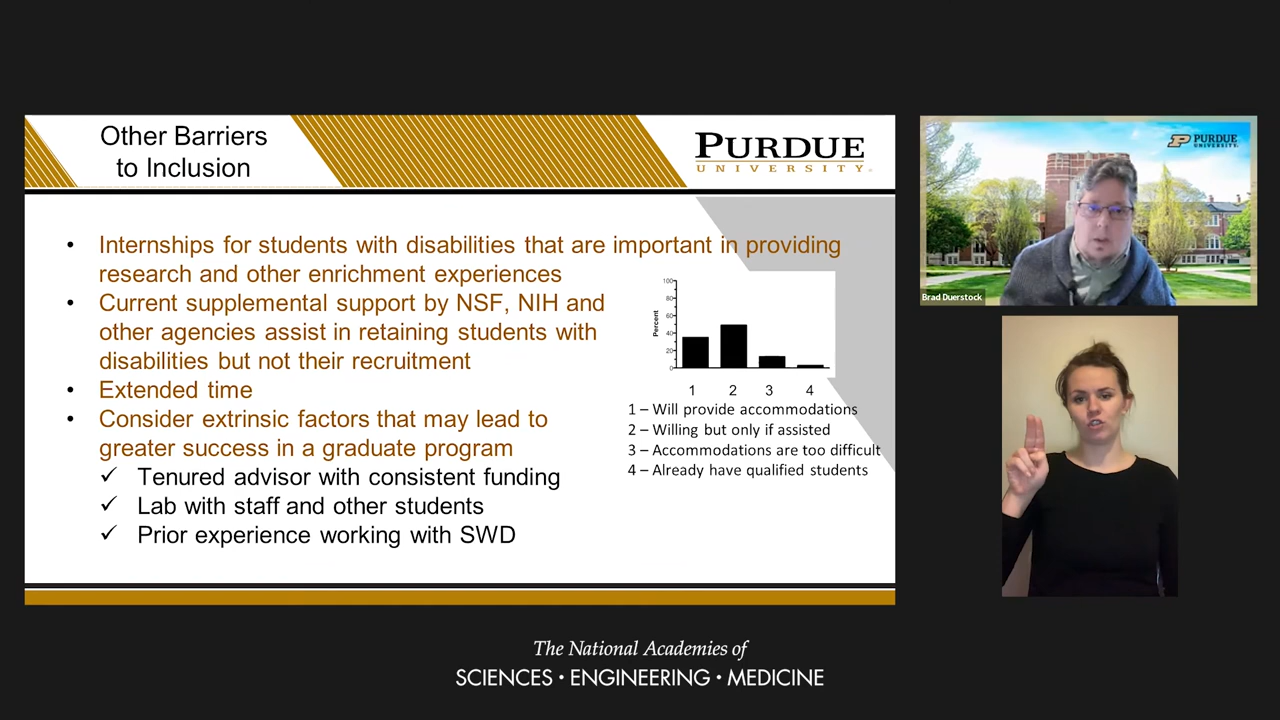 Other Barriers
to Inclusion
PURDUE
UNIVERSITY
• Internships for students with disabilities that are important in providing
research and other enrichment experiences
• Current supplemental support by NSF, NIH and
other agencies assist in retaining students with
disabilities but not their recruitment
• Extended time
• Consider extrinsic factors that may lead to
greater success in a graduate program
✓ Tenured advisor with consistent funding
✓ Lab with staff and other students
✓ Prior experience working with SWD
Percent
100
80
60
40
20
0
1 2 3 4
1 – Will provide accommodations
2 – Willing but only if assisted
3 – Accommodations are too difficult
4 – Already have qualified students
PURDUE
UNIVERSITY
Brad Duerstock
The National Academies of
SCIENCES • ENGINEERING • MEDICINE